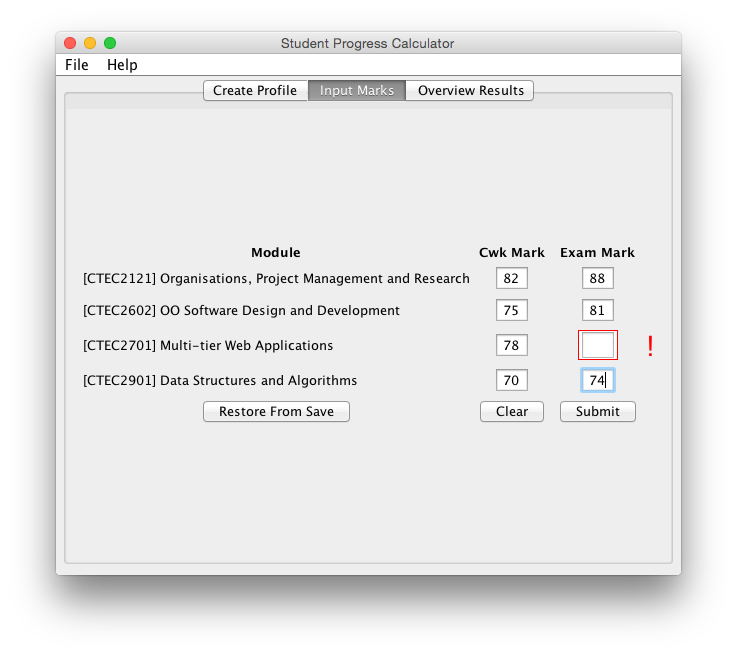 Student Progress Calculator
File Help
Create Profile Input Marks Overview Results
Module Cwk Mark Exam Mark
[CTEC2121] Organisations, Project Management and Research 82 88
[CTEC2602] OO Software Design and Development 75 81
[CTEC2701] Multi-tier Web Applications 78 !
[CTEC2901] Data Structures and Algorithms 70 74
Restore From Save Clear Submit